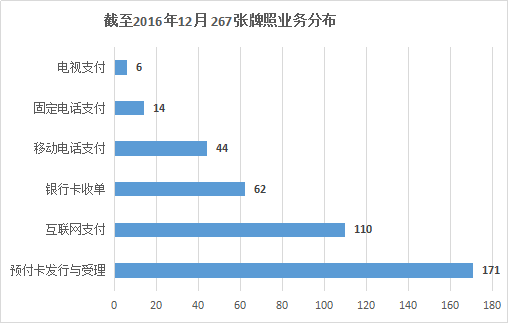 截至2016年12月 267张牌照业务分布
电视支付 6
固定电话支付 14
移动电话支付 44
银行卡收单 62
互联网支付 110
预付卡发行与受理 171
0 20 40 60 80 100 120 140 160 180